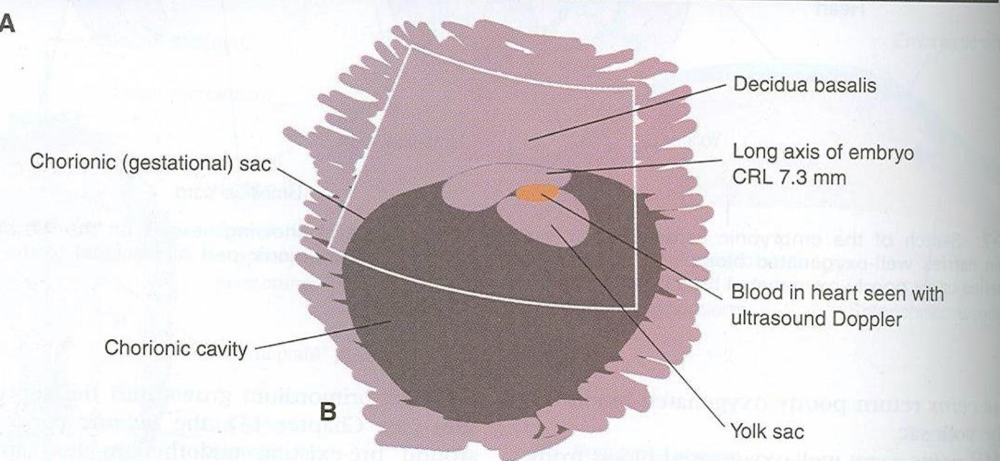 A
Decidua basalis
Chorionic (gestational) sac
Long axis of embryo
CRL 7.3 mm
Blood in heart seen with
ultrasound Doppler
Chorionic cavity
B
Yolk sac